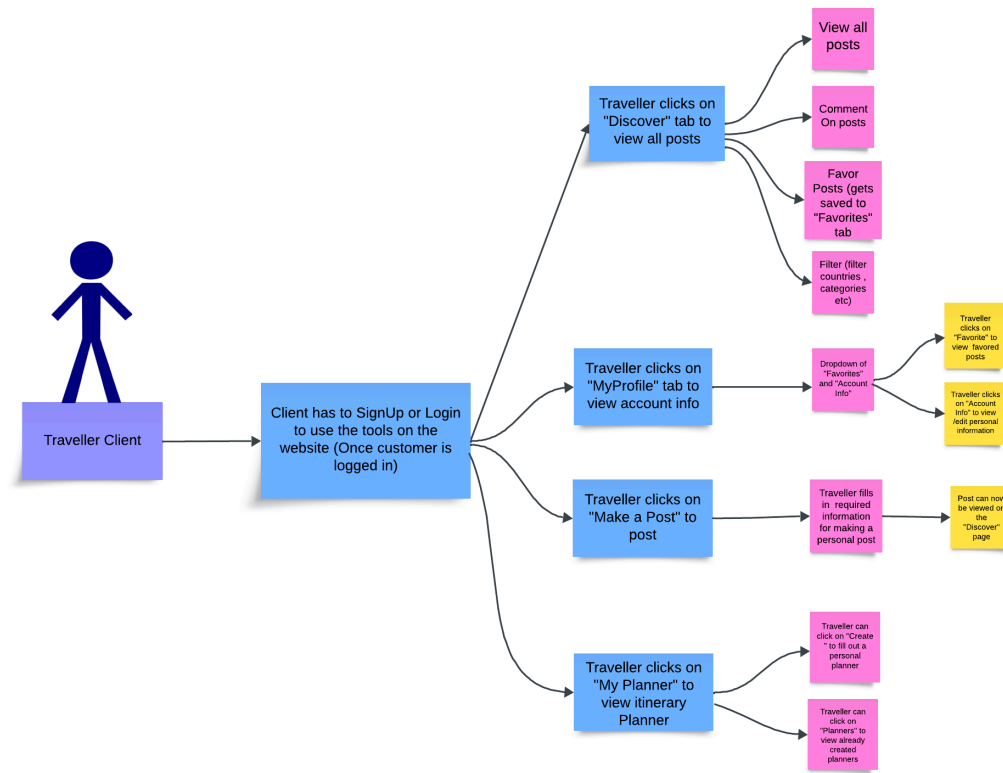 View all
posts
Traveller clicks on
"Discover" tab to
view all posts
Comment
On posts
Favor
Posts (gets
saved to
"Favorites"
tab
Filter (filter
countries ,
categories
etc)
Traveller
clicks on
"Favorite" to
view favored
posts
Traveller clicks on
"MyProfile" tab to
view account info
Dropdown of
"Favorites"
and "Account
Info"
Traveller clicks
on "Account
Info" to view
/edit personal
information
Traveller Client
Client has to SignUp or Login
to use the tools on the
website (Once customer is
logged in)
Traveller clicks on
"Make a Post" to
post
Traveller fills
in required
information
for making a
personal post
Post can now
be viewed on
the
"Discover"
page
Traveller clicks on
"My Planner" to
view itinerary
Planner
Traveller can
click on "Create
" to fill out a
personal
planner
Traveller can
click on
"Planners" to
view already
created
planners